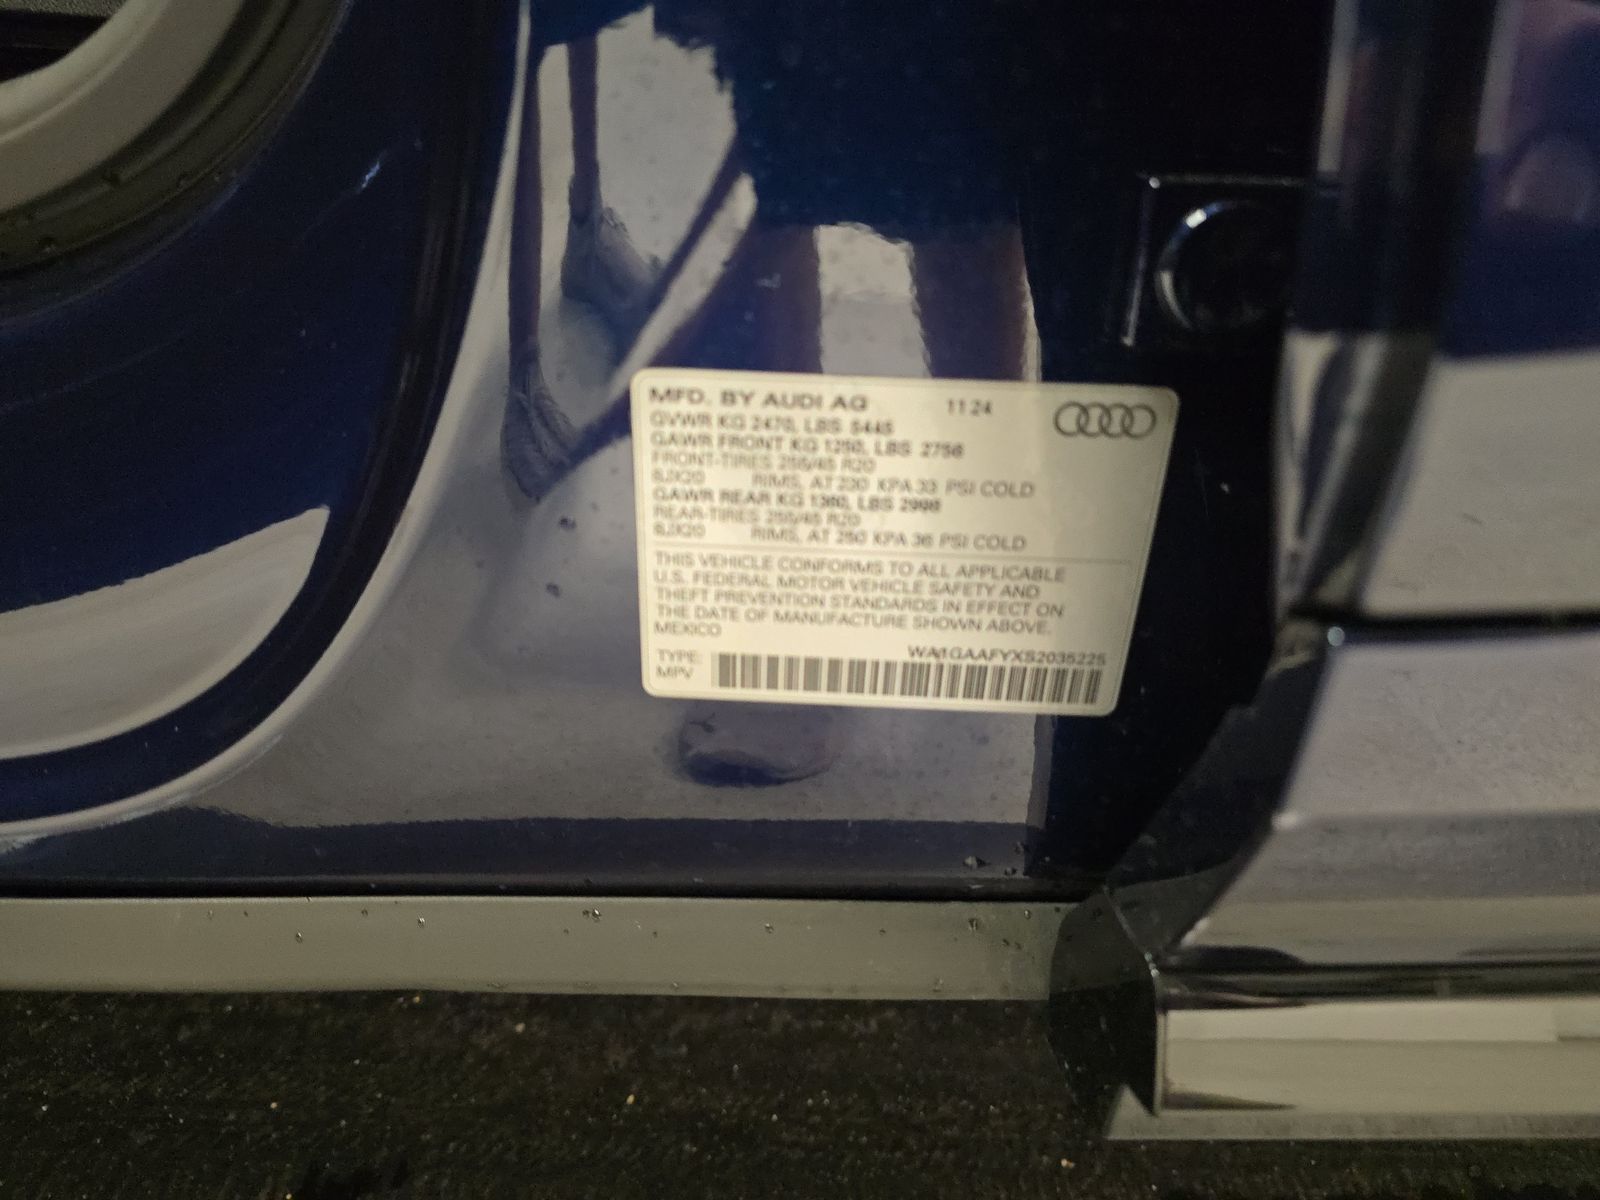 MFD. BY AUDI AG 11 24
GVWR KG 2470, LBS 5445
GAWR FRONT KG 1250, LBS 2756
FRONT-TIRES 255/45 R20
8JX20 RIMS, AT 230 KPA 33 PSI COLD
GAWR REAR KG 1360, LBS 2998
REAR-TIRES 255/45 R20
8JX20 RIMS, AT 250 KPA 36 PSI COLD
THIS VEHICLE CONFORMS TO ALL APPLICABLE
U.S. FEDERAL MOTOR VEHICLE SAFETY AND
THEFT PREVENTION STANDARDS IN EFFECT ON
THE DATE OF MANUFACTURE SHOWN ABOVE.
MEXICO
WA1GAAFYXS2035225
TYPE:
MPV